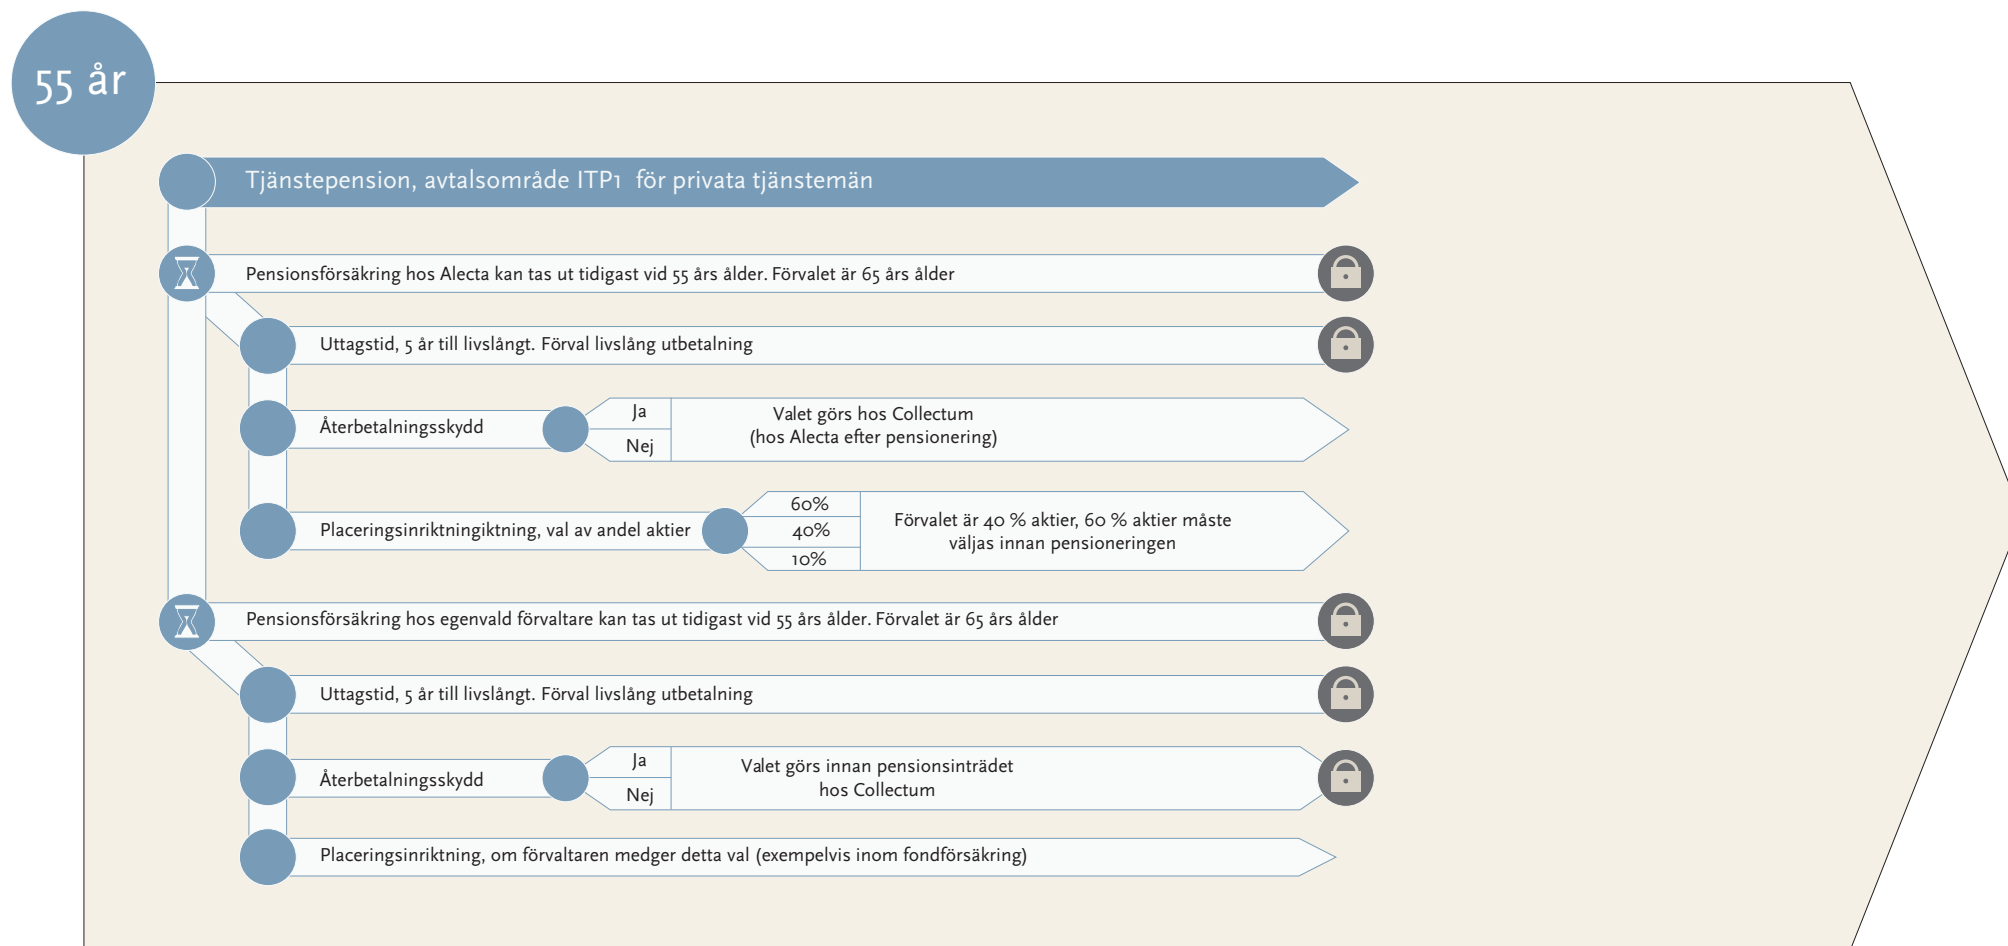 55 år
Tjänstepension, avtalsområde ITP1 för privata tjänstemän
Pensionsförsäkring hos Alecta kan tas ut tidigast vid 55 års ålder. Förvalet är 65 års ålder
Uttagstid, 5 år till livslångt. Förval livslång utbetalning
Återbetalningsskydd
Ja
Nej
Valet görs hos Collectum
(hos Alecta efter pensionering)
Placeringsinriktningiktning, val av andel aktier
60%
40%
10%
Förvalet är 40 % aktier, 60 % aktier måste
väljas innan pensioneringen
Pensionsförsäkring hos egenvald förvaltare kan tas ut tidigast vid 55 års ålder. Förvalet är 65 års ålder
Uttagstid, 5 år till livslångt. Förval livslång utbetalning
Återbetalningsskydd
Ja
Nej
Valet görs innan pensionsinträdet
hos Collectum
Placeringsinriktning, om förvaltaren medger detta val (exempelvis inom fondförsäkring)